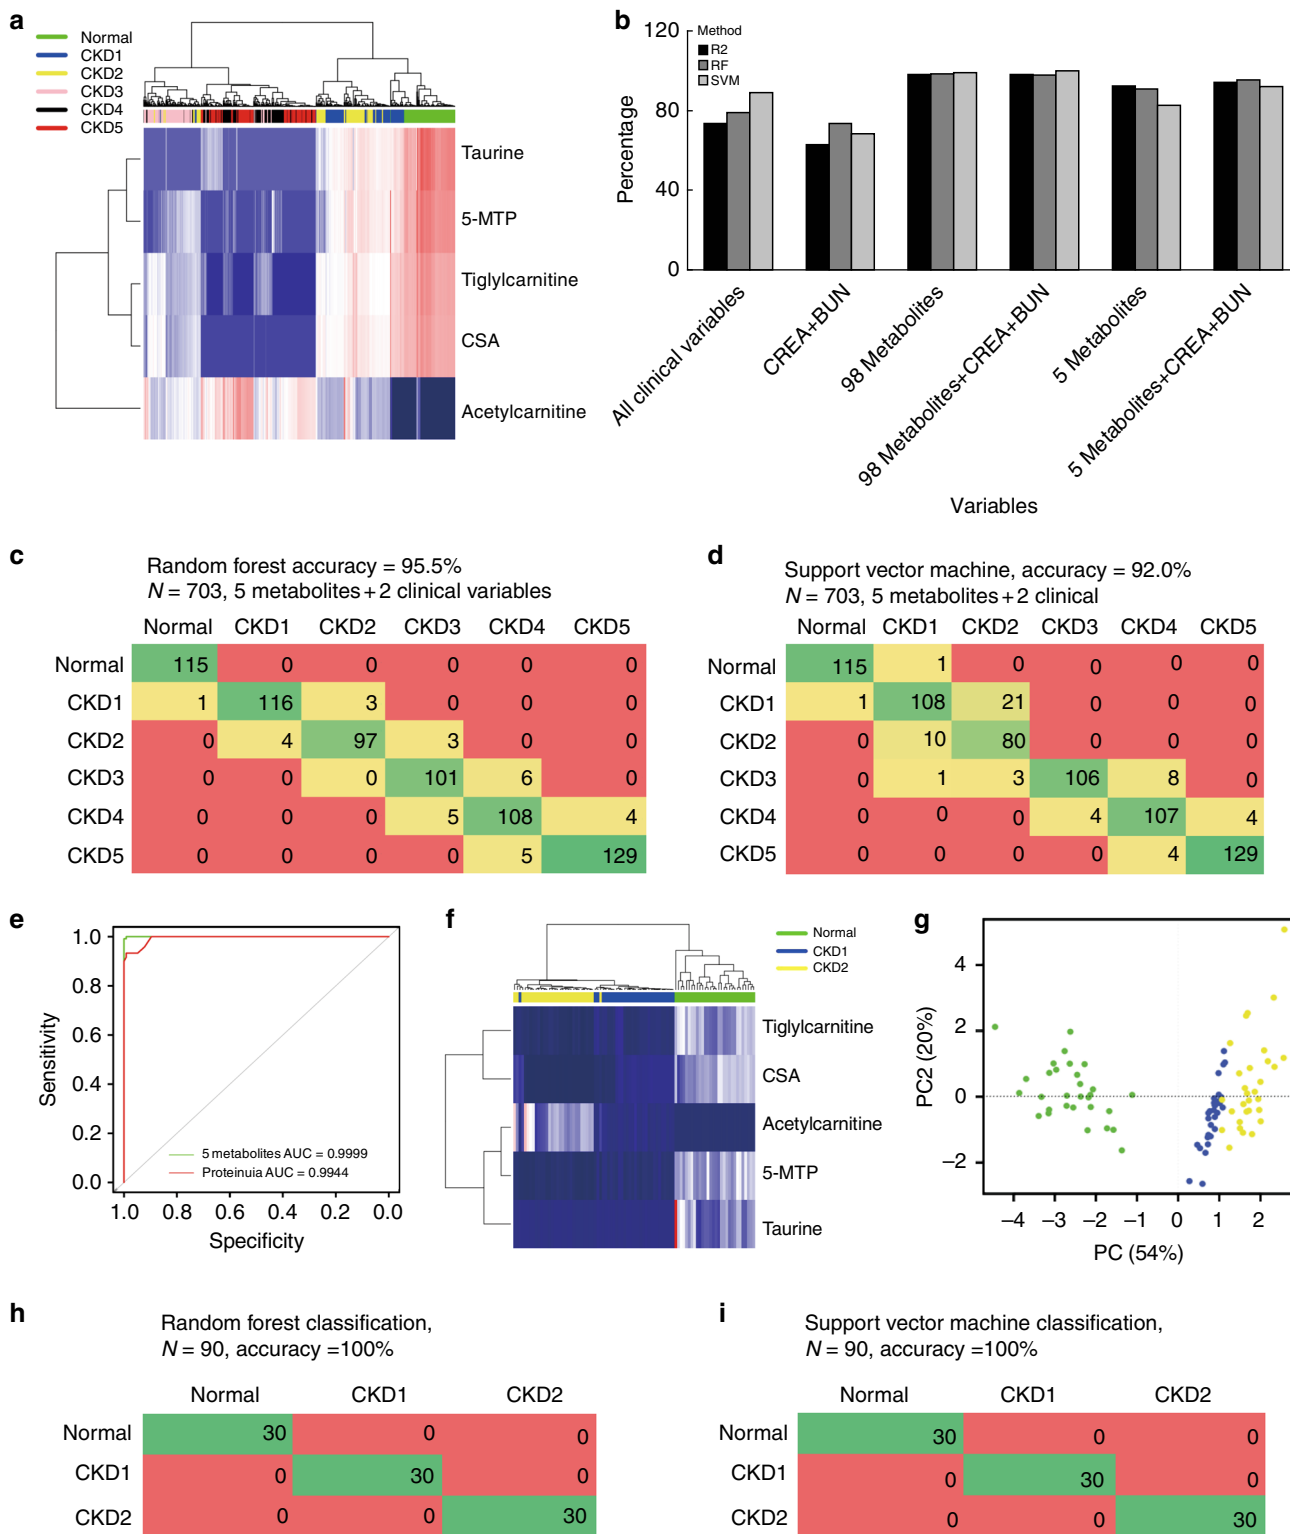 a
Normal
CKD1
CKD2
CKD3
CKD4
CKD5
Taurine
5-MTP
Tiglylcarnitine
CSA
Acetylcarnitine
b
120
80
40
0
Percentage
Method
R2
RF
SVM
All clinical variables
CREA+BUN
98 Metabolites
98 Metabolites+CREA+BUN
5 Metabolites
5 Metabolites+CREA+BUN
Variables
c
Random forest accuracy = 95.5%
N = 703, 5 metabolites+2 clinical variables
Normal CKD1 CKD2 CKD3 CKD4 CKD5
Normal 115 0 0 0 0 0
CKD1 1 116 3 0 0 0
CKD2 0 4 97 3 0 0
CKD3 0 0 0 101 6 0
CKD4 0 0 0 5 108 4
CKD5 0 0 0 0 5 129
d
Support vector machine, accuracy = 92.0%
N = 703, 5 metabolites+2 clinical
Normal CKD1 CKD2 CKD3 CKD4 CKD5
Normal 115 1 0 0 0 0
CKD1 1 108 21 0 0 0
CKD2 0 10 80 0 0 0
CKD3 0 1 3 106 8 0
CKD4 0 0 0 4 107 4
CKD5 0 0 0 0 4 129
e
1.0
0.8
0.6
0.4
0.2
0.0
Sensitivity
5 metabolites AUC = 0.9999
Proteinuia AUC = 0.9944
1.0 0.8 0.6 0.4 0.2 0.0
Specificity
f
Normal
CKD1
CKD2
Tiglylcarnitine
CSA
Acetylcarnitine
5-MTP
Taurine
g
4
2
0
−2
PC2 (20%)
−4 −3 −2 −1 0 1 2
PC (54%)
h
Random forest classification,
N = 90, accuracy =100%
Normal CKD1 CKD2
Normal 30 0 0
CKD1 0 30 0
CKD2 0 0 30
i
Support vector machine classification,
N = 90, accuracy =100%
Normal CKD1 CKD2
Normal 30 0 0
CKD1 0 30 0
CKD2 0 0 30